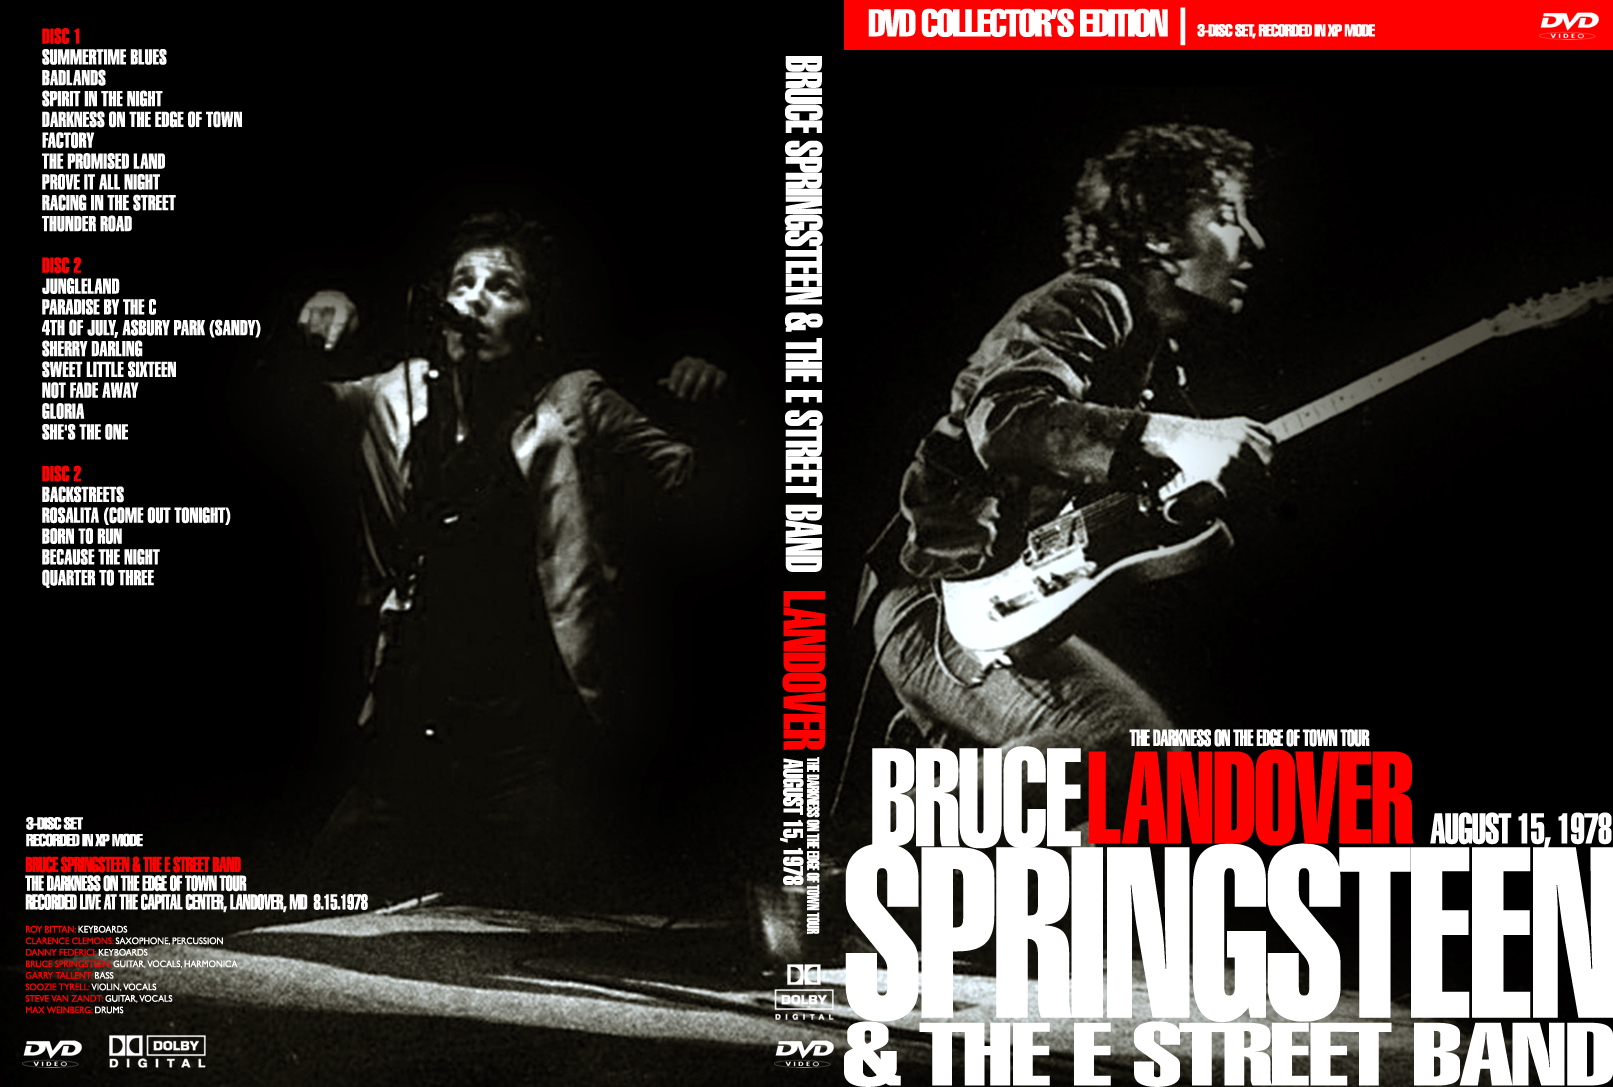 DISC 1
SUMMERTIME BLUES
BADLANDS
SPIRIT IN THE NIGHT
DARKNESS ON THE EDGE OF TOWN
FACTORY
THE PROMISED LAND
PROVE IT ALL NIGHT
RACING IN THE STREET
THUNDER ROAD
DISC 2
JUNGLELAND
PARADISE BY THE C
4TH OF JULY, ASBURY PARK (SANDY)
SHERRY DARLING
SWEET LITTLE SIXTEEN
NOT FADE AWAY
GLORIA
SHE'S THE ONE
DISC 2
BACKSTREETS
ROSALITA (COME OUT TONIGHT)
BORN TO RUN
BECAUSE THE NIGHT
QUARTER TO THREE
3-DISC SET
RECORDED IN XP MODE
BRUCE SPRINGSTEEN & THE E STREET BAND
THE DARKNESS ON THE EDGE OF TOWN TOUR
RECORDED LIVE AT THE CAPITAL CENTER, LANDOVER, MD 8.15.1978
ROY BITTAN: KEYBOARDS
CLARENCE CLEMONS: SAXOPHONE, PERCUSSION
DANNY FEDERICI: KEYBOARDS
BRUCE SPRINGSTEEN: GUITAR, VOCALS, HARMONICA
GARRY TALLENT: BASS
SOOZIE TYRELL: VIOLIN, VOCALS
STEVE VAN ZANDT: GUITAR, VOCALS
MAX WEINBERG: DRUMS
DVD
VIDEO
DOLBY
DIGITAL
BRUCE SPRINGSTEEN & THE E STREET BAND LANDOVER
THE DARKNESS ON THE EDGE OF TOWN TOUR
AUGUST 15, 1978
DOLBY
DIGITAL
DVD
VIDEO
DVD COLLECTOR'S EDITION | 3-DISC SET, RECORDED IN XP MODE
DVD
VIDEO
THE DARKNESS ON THE EDGE OF TOWN TOUR
BRUCE LANDOVER AUGUST 15, 1978
SPRINGSTEEN
& THE E STREET BAND